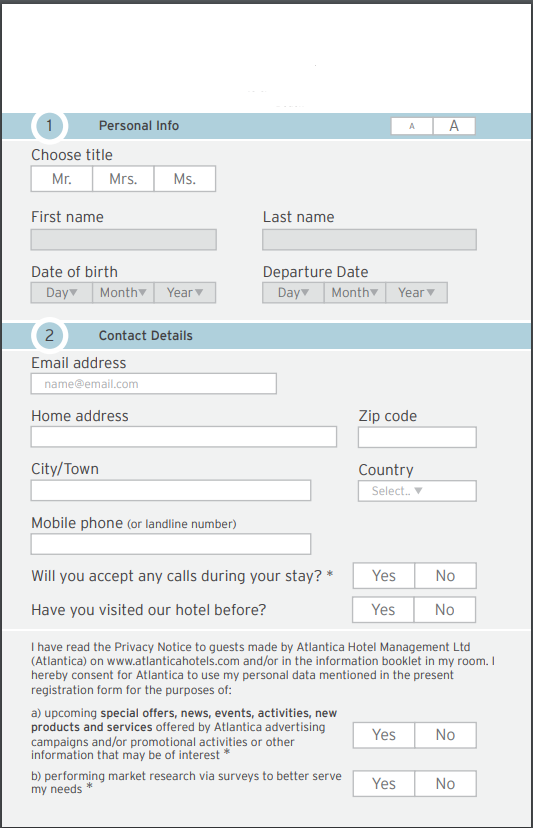 1 Personal Info A A
Choose title
Mr. Mrs. Ms.
First name Last name
Date of birth Departure Date
Day Month Year Day Month Year
2 Contact Details
Email address
name@email.com
Home address Zip code
City/Town Country
Select..
Mobile phone (or landline number)
Will you accept any calls during your stay? * Yes No
Have you visited our hotel before? Yes No
I have read the Privacy Notice to guests made by Atlantica Hotel Management Ltd
(Atlantica) on www.atlanticahotels.com and/or in the information booklet in my room. I
hereby consent for Atlantica to use my personal data mentioned in the present
registration form for the purposes of:
a) upcoming special offers, news, events, activities, new
products and services offered by Atlantica advertising
campaigns and/or promotional activities or other
information that may be of interest *
Yes No
b) performing market research via surveys to better serve
my needs *
Yes No